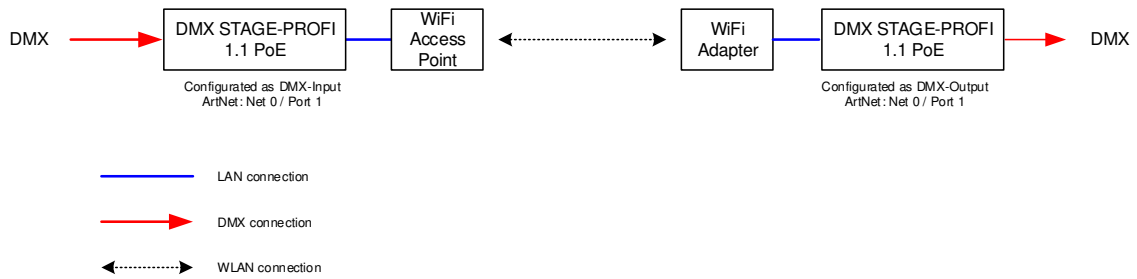 DMX
DMX STAGE-PROFI
1.1 PoE
WiFi
Access
Point
WiFi
Adapter
DMX STAGE-PROFI
1.1 PoE
DMX
Configurated as DMX-Input
ArtNet: Net 0 / Port 1
Configurated as DMX-Output
ArtNet: Net 0 / Port 1
LAN connection
DMX connection
WLAN connection